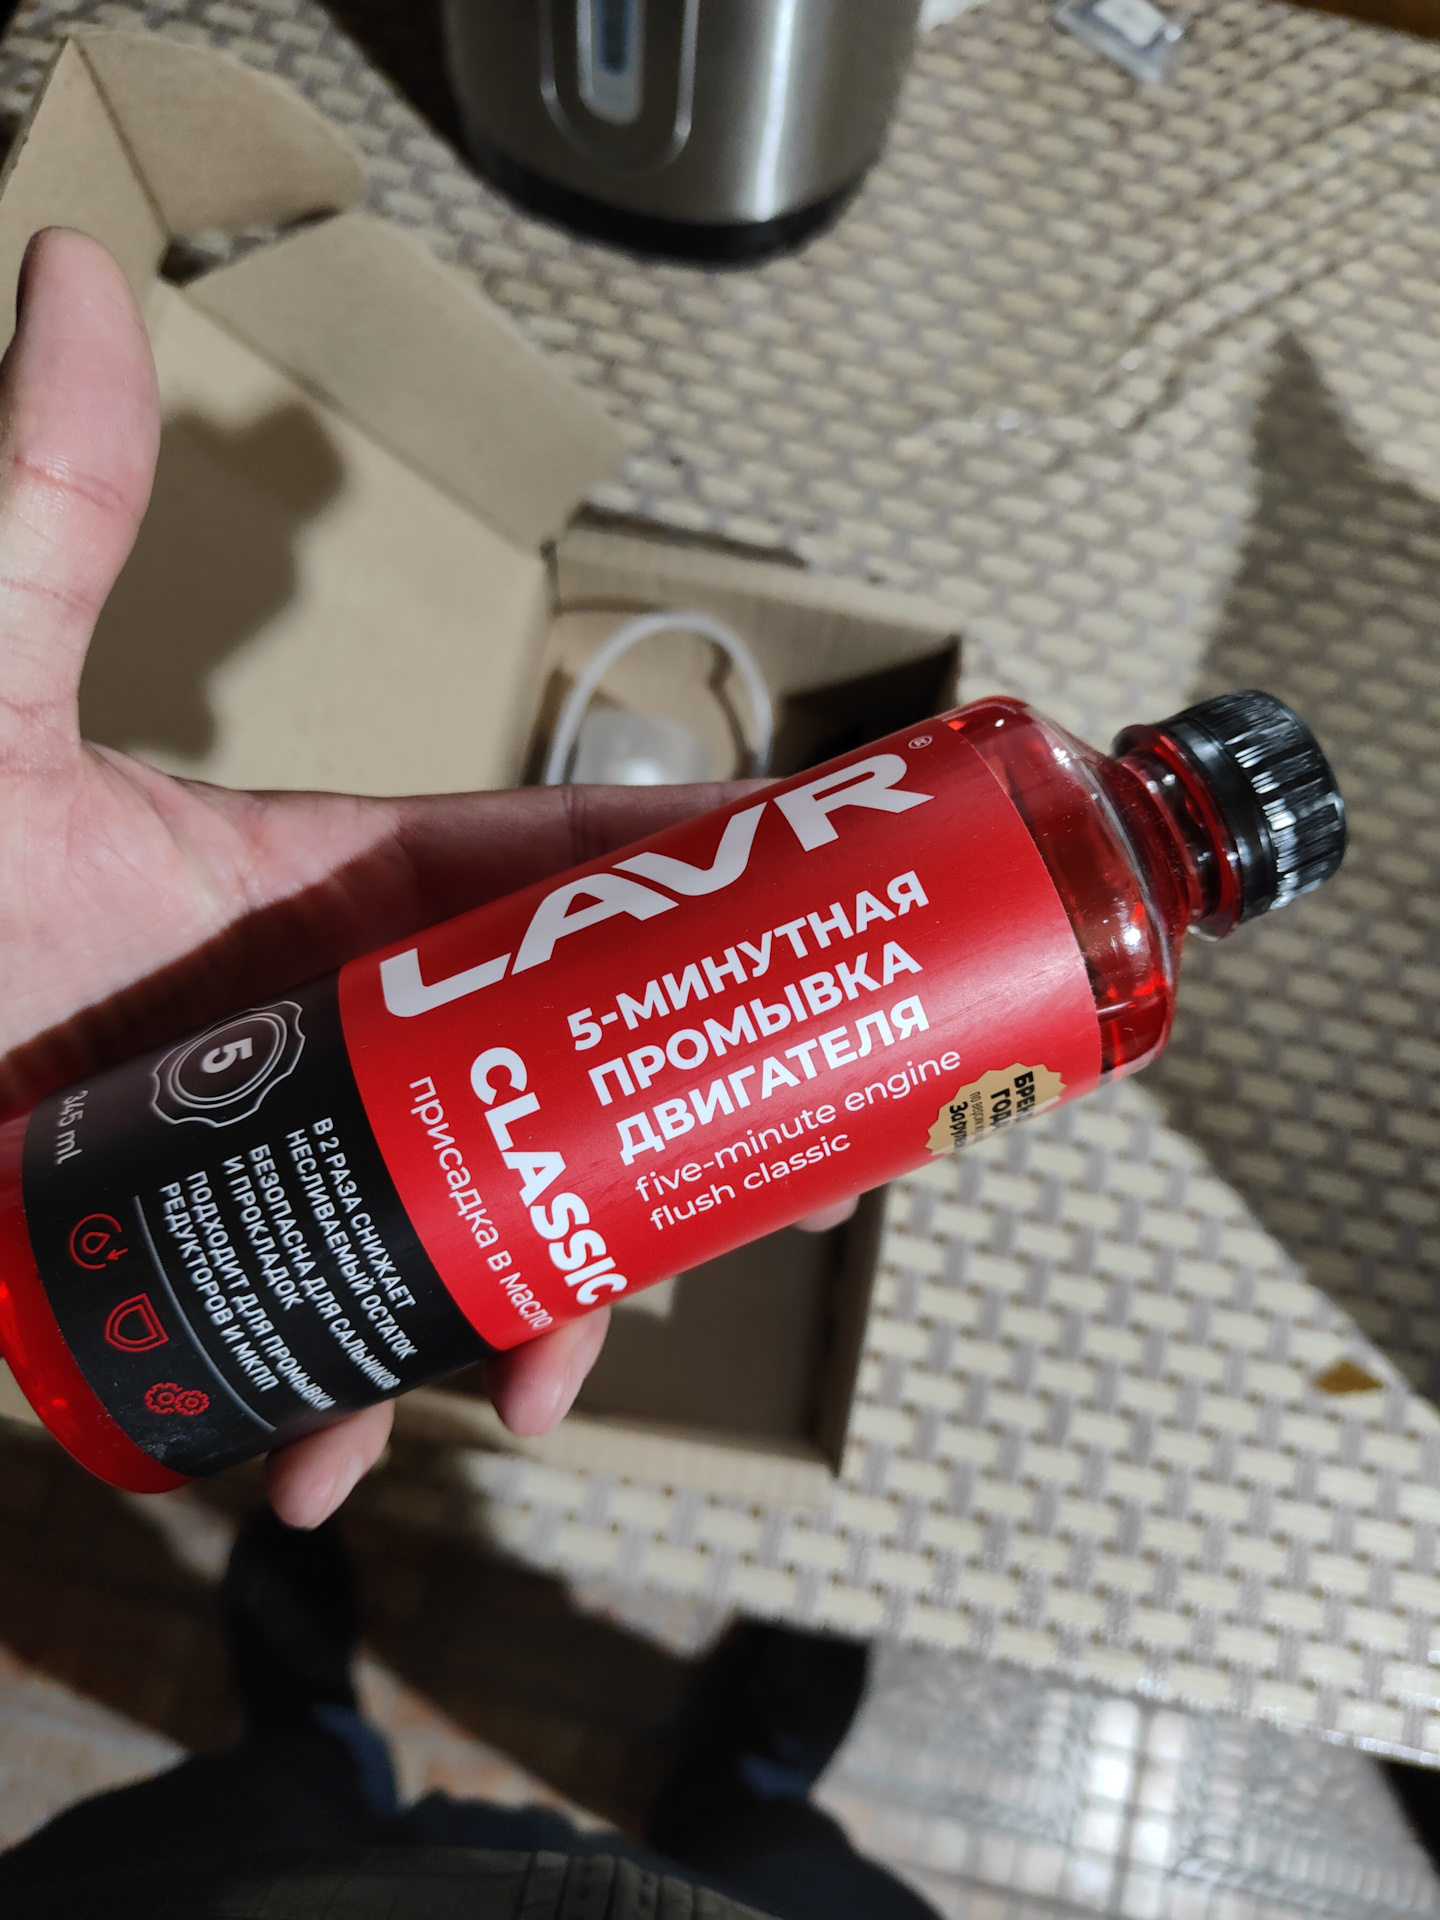 LAVR®
5-МИНУТНАЯ
ПРОМЫВКА
ДВИГАТЕЛЯ
five-minute engine
flush classic
CLASSIC
присадка в масло
ГОД
5
345 ml
В 2 РАЗА СНИЖАЕТ
НЕСЛИВАЕМЫЙ ОСТАТОК
БЕЗОПАСНА ДЛЯ САЛЬНИКОВ
И ПРОКЛАДОК
ПОДХОДИТ ДЛЯ ПРОМЫВКИ
РЕДУКТОРОВ И МКПП